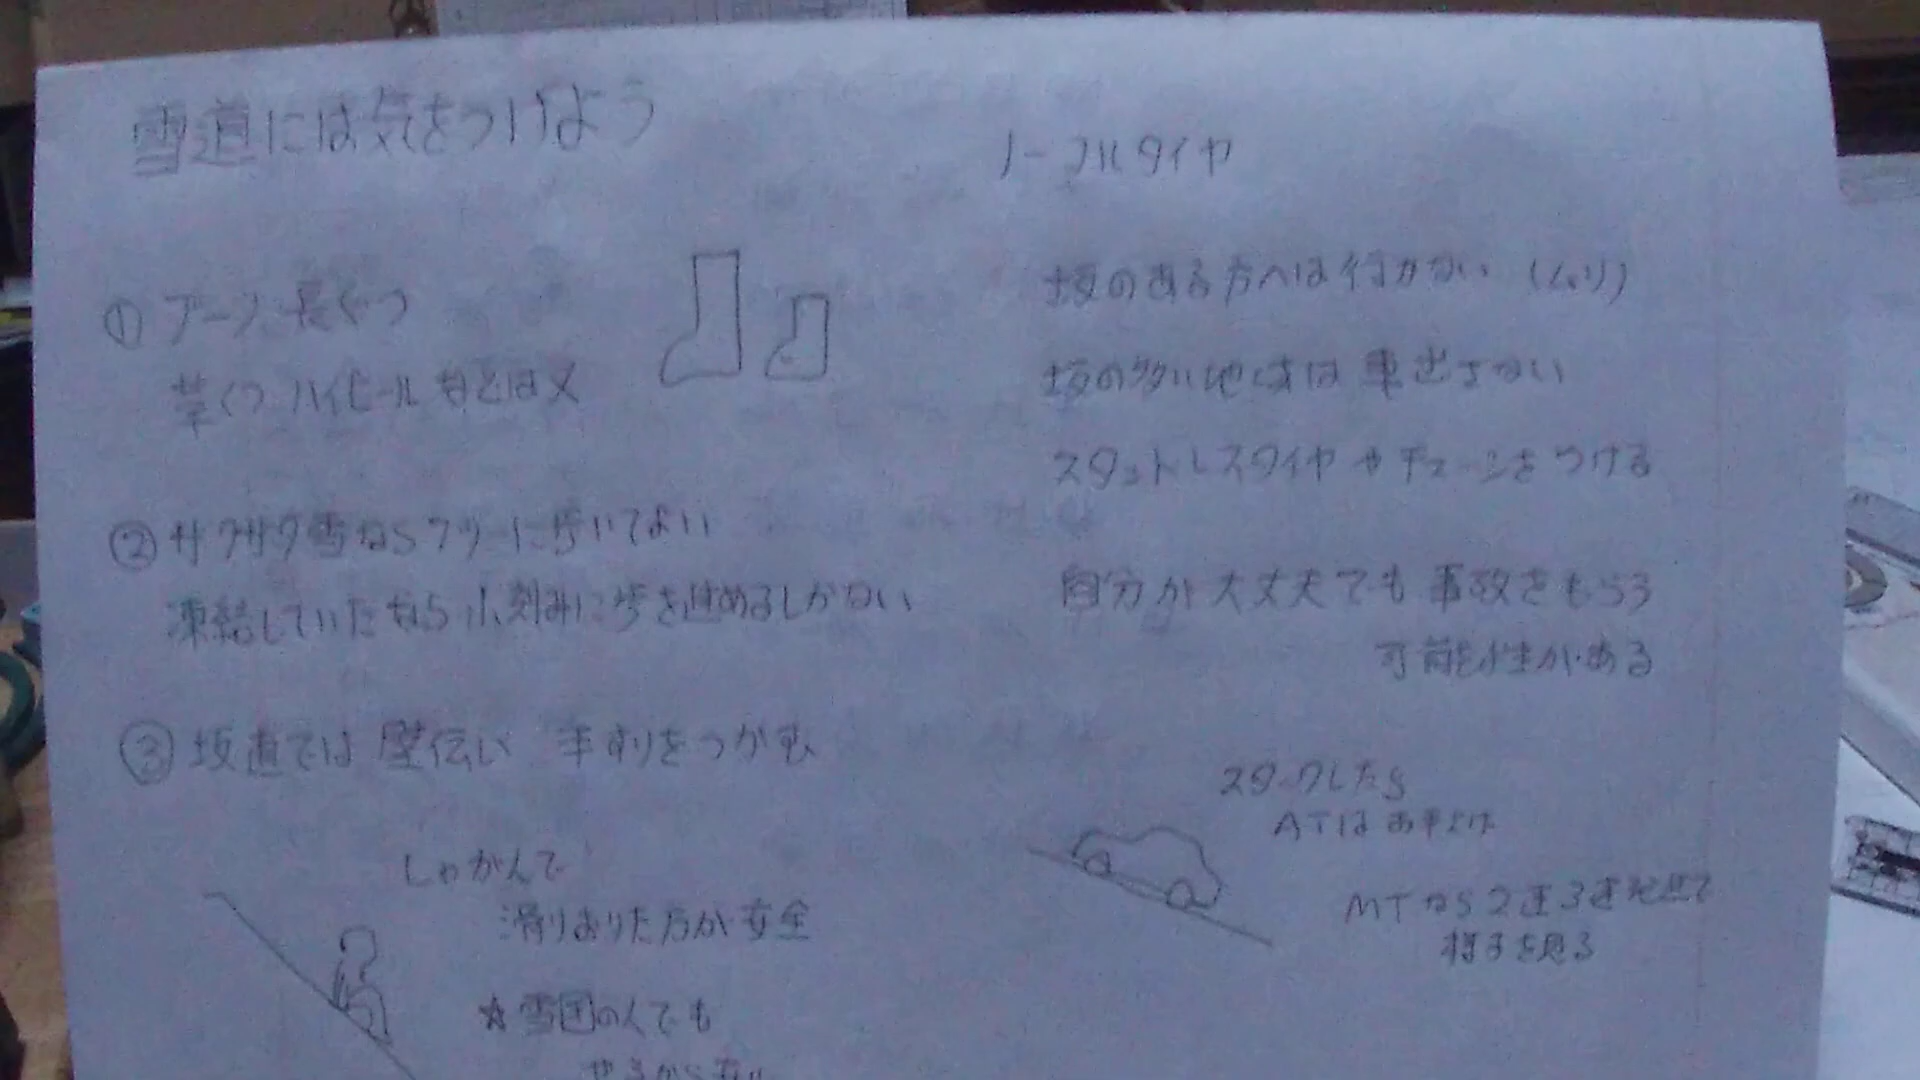 雪道には気をつけよう
① ブーツ、長ぐつ
革ぐつ ハイヒールなどは✕
② サクサク雪ならフツーに歩いてよい
凍結していたなら小刻みに歩を進めるしかない
③ 坂道では 壁伝い 手すりをつかむ
しゃがんで
滑りおりた方が安全
☆ 雪国の人でも
やるから
ノーマルタイヤ
坂のある方へは行かない (ムリ)
坂の多い地域は 車出さない
スタットレスタイヤやチェーンをつける
自分が大丈夫でも 事故をもらう
可能性がある
スタックしたら
ATはお手上げ
MTなら2速3速発進で
様子を見る